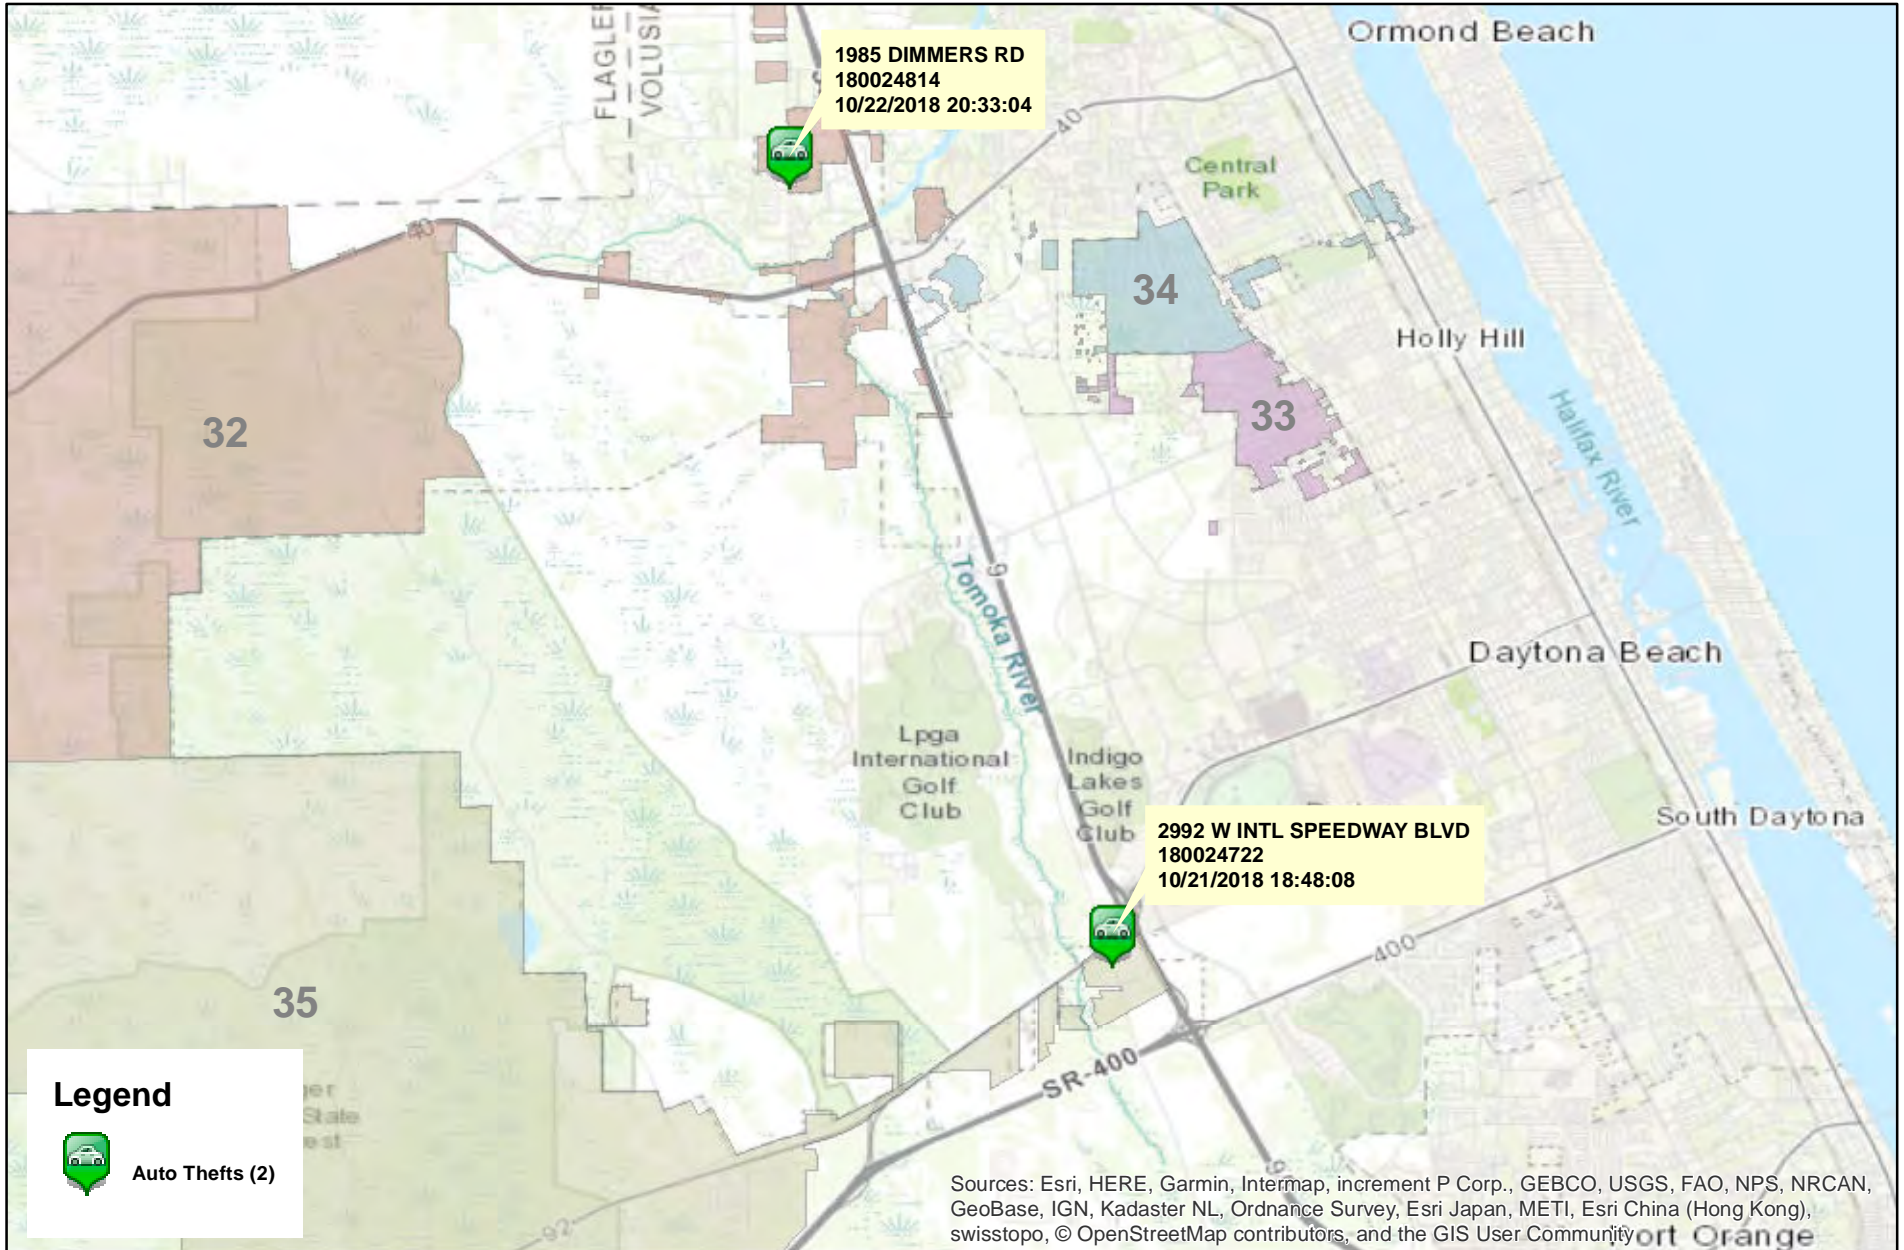 FLAGLER
VOLUSIA
1985 DIMMERS RD
180024814
10/22/2018 20:33:04
Ormond Beach
40
Central
Park
40
34
Holly Hill
32
33
Halifax River
9
Tomoka River
Daytona Beach
Lpga
International
Golf
Club
Indigo
Lakes
Golf
Club
2992 W INTL SPEEDWAY BLVD
180024722
10/21/2018 18:48:08
South Daytona
400
35
SR-400
Legend
Auto Thefts (2)
State
92
9
Port Orange
Sources: Esri, HERE, Garmin, Intermap, increment P Corp., GEBCO, USGS, FAO, NPS, NRCAN,
GeoBase, IGN, Kadaster NL, Ordnance Survey, Esri Japan, METI, Esri China (Hong Kong),
swisstopo, © OpenStreetMap contributors, and the GIS User Community